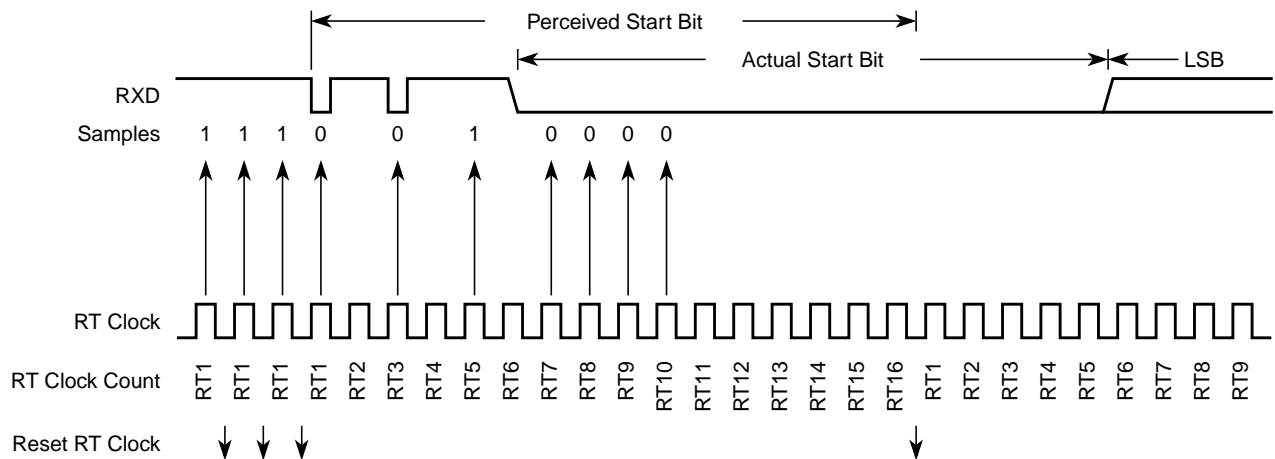 Perceived Start Bit
Actual Start Bit
LSB
RXD
Samples 1 1 1 0 0 1 0 0 0 0
RT Clock
RT Clock Count RT1 RT1 RT1 RT1 RT2 RT3 RT4 RT5 RT6 RT7 RT8 RT9 RT10 RT11 RT12 RT13 RT14 RT15 RT16 RT1 RT2 RT3 RT4 RT5 RT6 RT7 RT8 RT9
Reset RT Clock